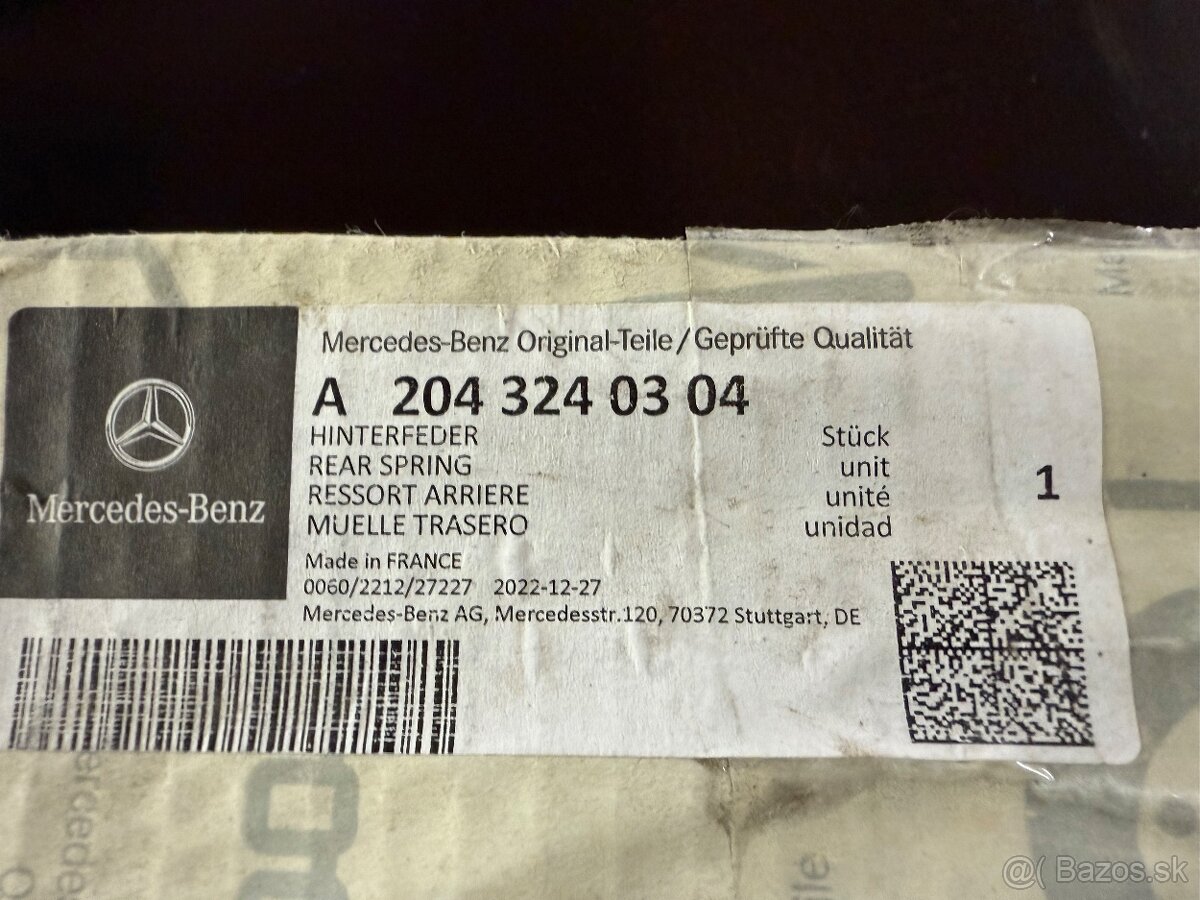 Mercedes-Benz Original-Teile/Geprüfte Qualität
A 204 324 03 04
HINTERFEDER Stück
REAR SPRING unit
RESSORT ARRIERE unité
MUELLE TRASERO unidad
1
Mercedes-Benz
Made in FRANCE
0060/2212/27227 2022-12-27
Mercedes-Benz AG, Mercedesstr.120, 70372 Stuttgart, DE
@( Bazos.sk